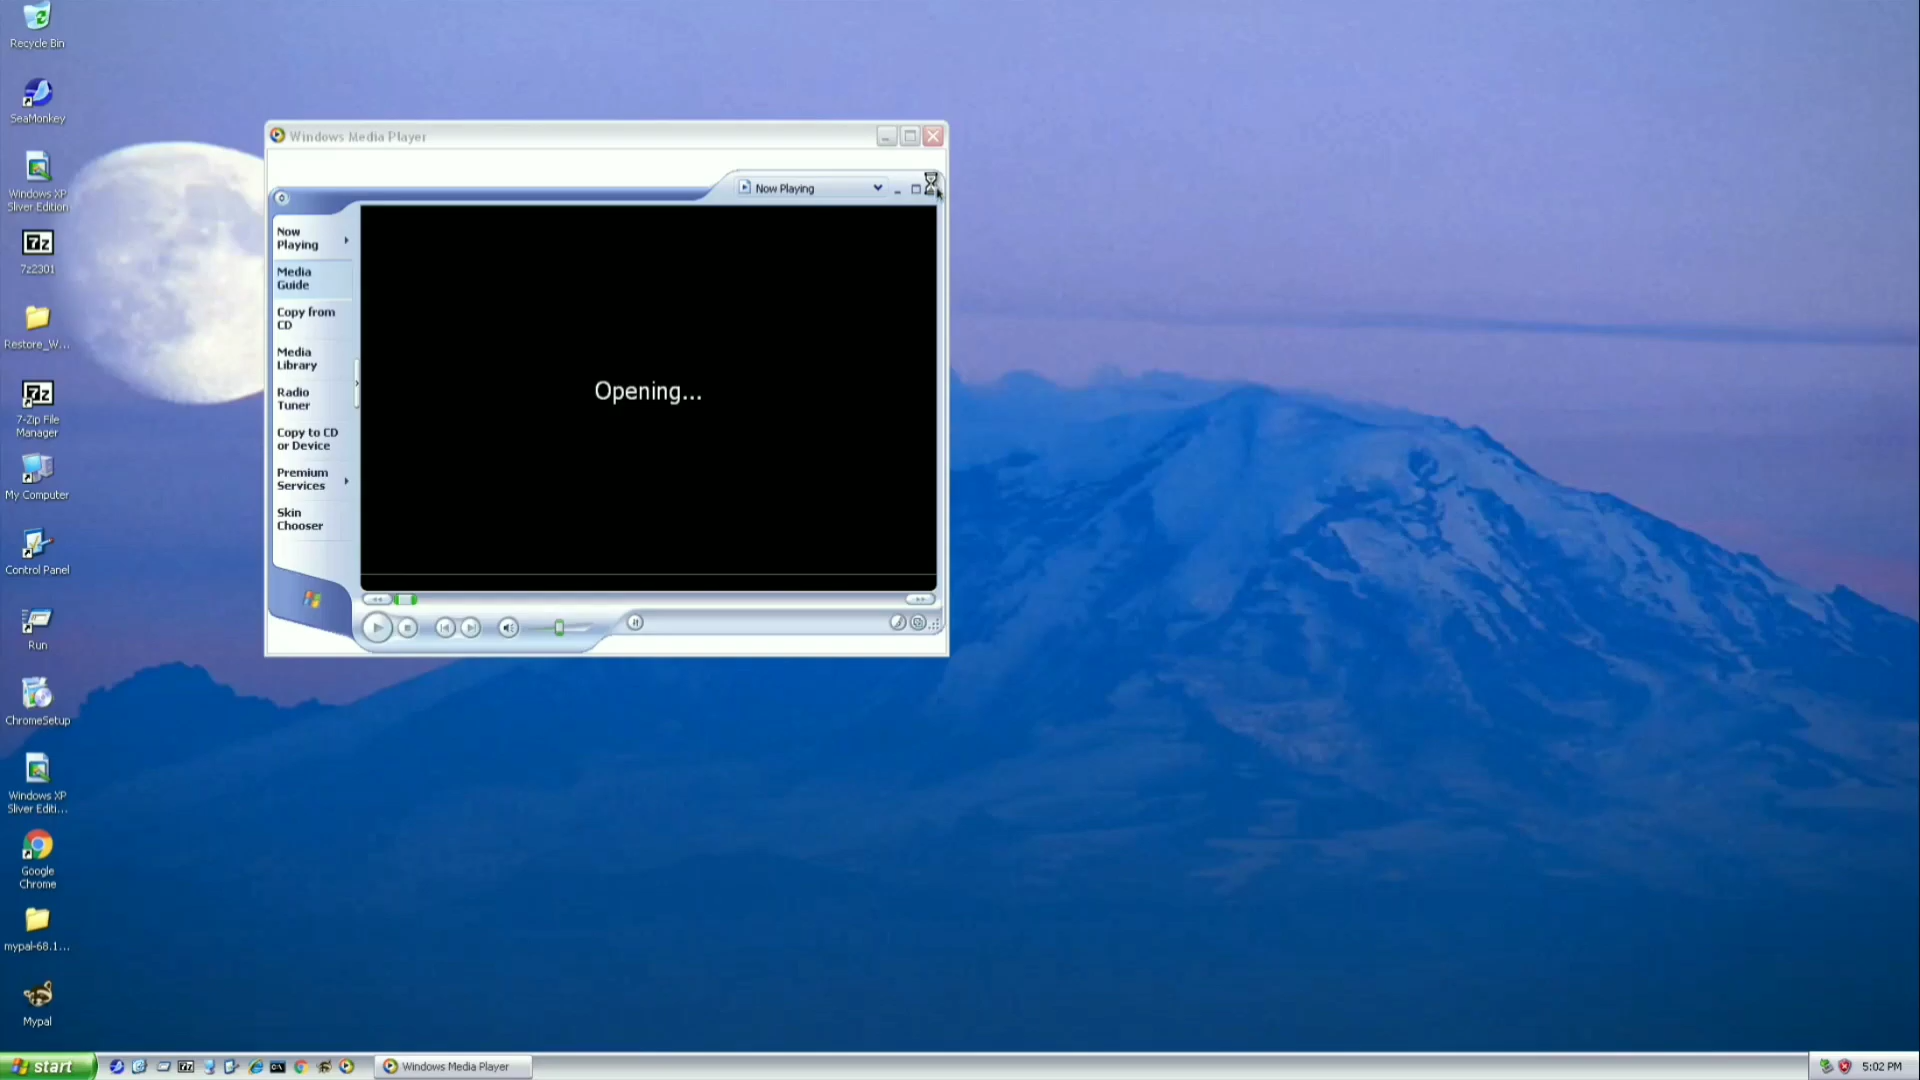 Recycle Bin
SeaMonkey
Windows XP
Sliver Edition
7z
7z2301
Restore_W...
7z
7-Zip File
Manager
My Computer
Control Panel
Run
ChromeSetup
Windows XP
Sliver Editi...
Google
Chrome
mypal-68.1...
Mypal
Windows Media Player
Now Playing
Now
Playing
Media
Guide
Copy from
CD
Media
Library
Radio
Tuner
Copy to CD
or Device
Premium
Services
Skin
Chooser
Opening...
start
7z
Windows Media Player
5:02 PM